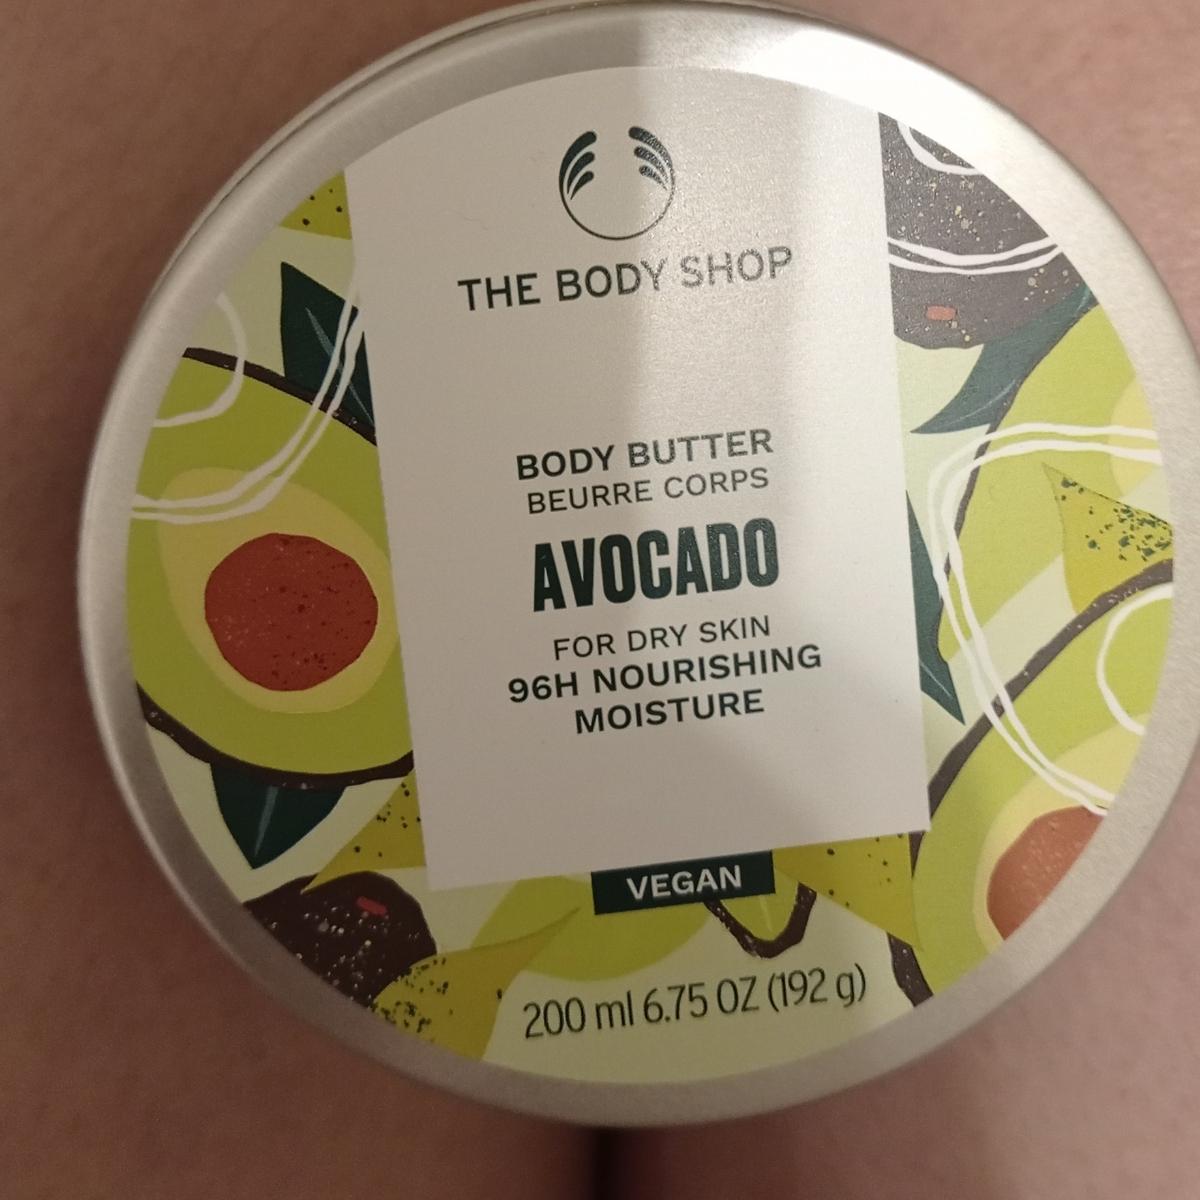 THE BODY SHOP
BODY BUTTER
BEURRE CORPS
AVOCADO
FOR DRY SKIN
96H NOURISHING
MOISTURE
VEGAN
200 ml 6.75 OZ (192 g)